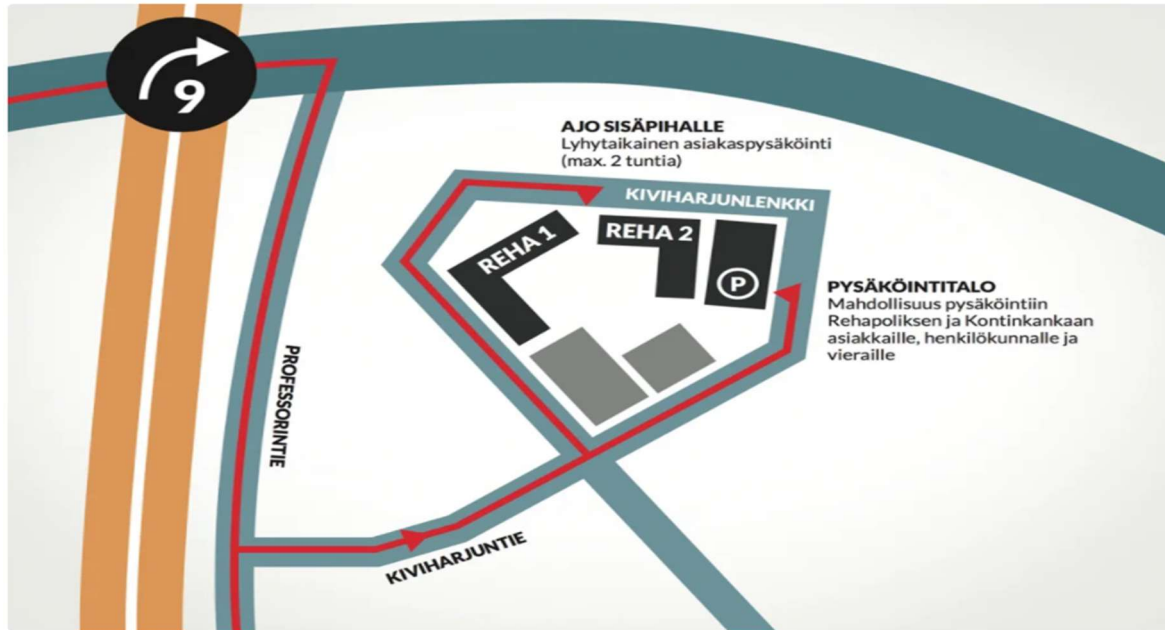 9
AJO SISÄPIHALLE
Lyhytaikainen asiakaspysäköinti
(max. 2 tuntia)
KIVIHARJUNLENKKI
REHA 1
REHA 2
P
PYSÄKÖINTITALO
Mahdollisuus pysäköintiin
Rehapoliksen ja Kontinkankaan
asiakkaille, henkilökunnalle ja
vieraille
PROFESSORINTIE
KIVIHARJUNTIE